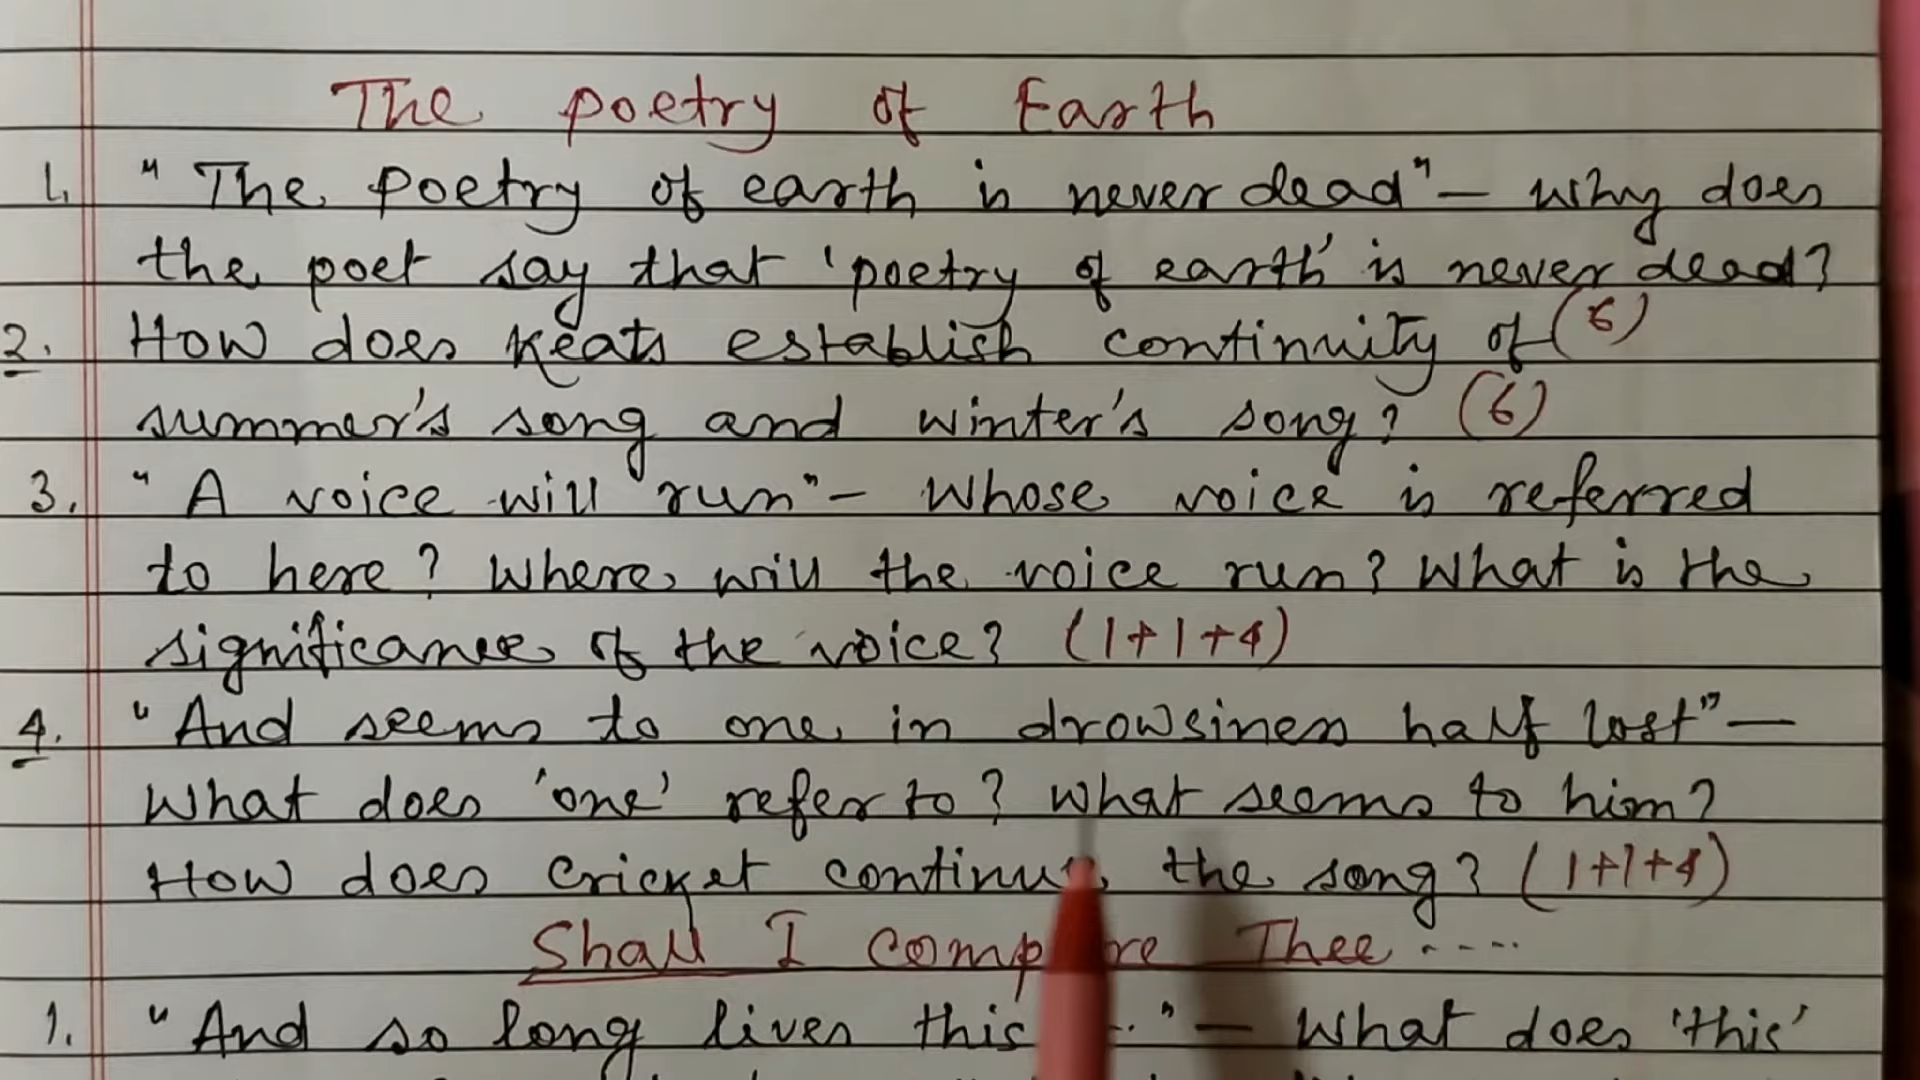 The Poetry of Earth
1. "The Poetry of earth is never dead" – why does
the poet say that 'poetry of earth' is never dead?
2. How does Keats establish continuity of (6)
summer's song and winter's song? (6)
3. "A voice will run" – Whose voice is referred
to here? Where will the voice run? What is the
significance of the voice? (1+1+4)
4. "And seems to one in drowsiness half lost" –
What does 'one' refer to? What seems to him?
How does cricket continue the song? (1+1+4)
Shall I Compare Thee ....
1. "And so long lives this ..." – What does 'this'